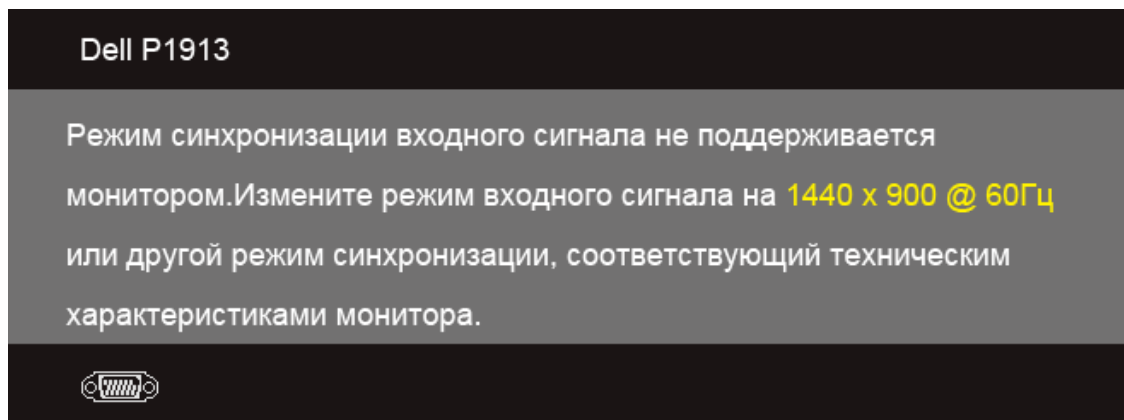 Dell P1913
Режим синхронизации входного сигнала не поддерживается
монитором.Измените режим входного сигнала на 1440 x 900 @ 60Гц
или другой режим синхронизации, соответствующий техническим
характеристиками монитора.